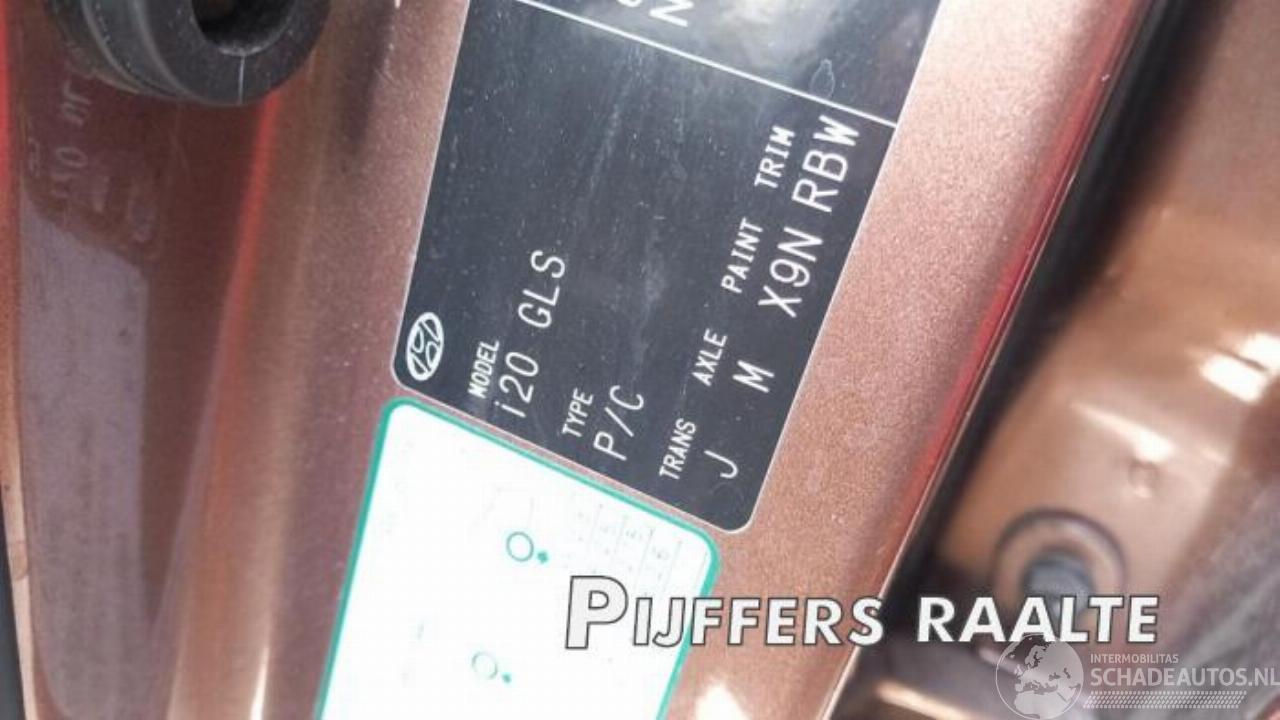 MODEL
i20 GLS
TYPE
P/C
TRANS AXLE PAINT TRIM
J M X9N RBW
PIJFFERS RAALTE
INTERMOBILITAS
SCHADEAUTOS.NL